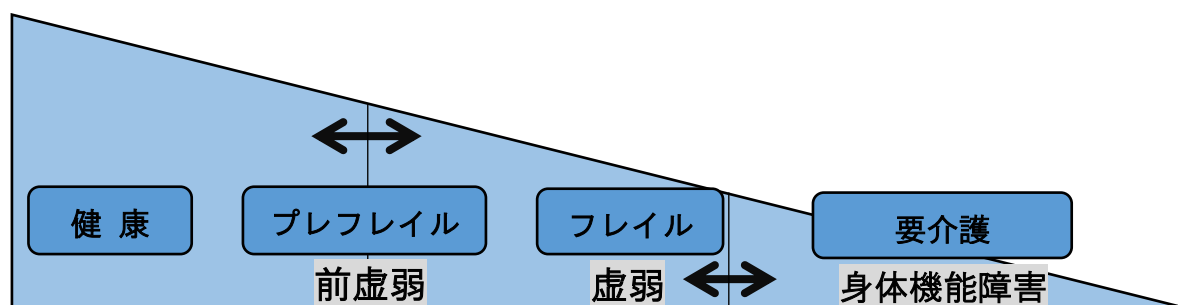 健 康
プレフレイル
フレイル
要介護
前虚弱
虚弱
身体機能障害